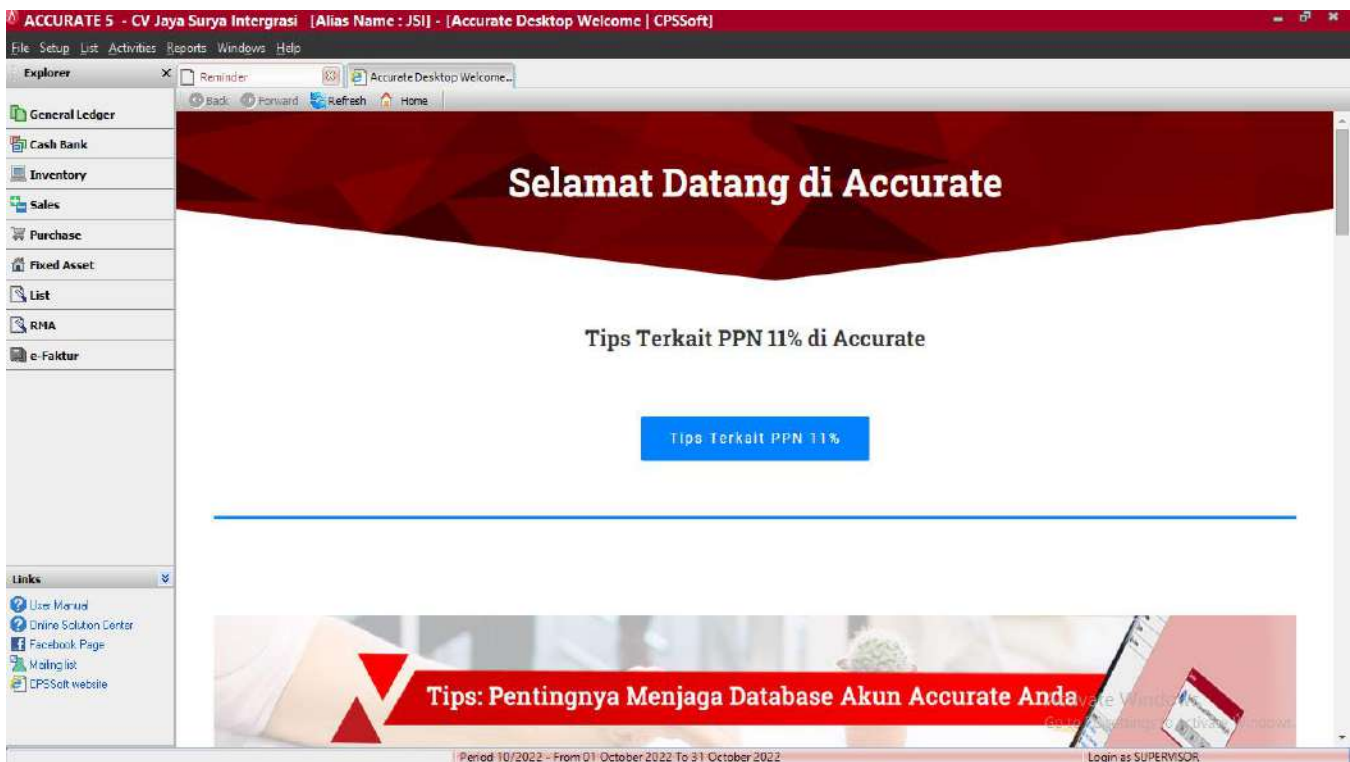 ACCURATE 5 - CV Jaya Surya Intergrasi [Alias Name : JSI] - [Accurate Desktop Welcome | CPSSoft]
File Setup List Activities Reports Windows Help
Explorer
Reminder
Accurate Desktop Welcome...
Back Forward Refresh Home
General Ledger
Cash Bank
Inventory
Sales
Purchase
Fixed Asset
List
RMA
e-Faktur
Selamat Datang di Accurate
Tips Terkait PPN 11% di Accurate
Tips Terkait PPN 11%
Links
User Manual
Online Solution Center
Facebook Page
Mailing list
CPSSoft website
Tips: Pentingnya Menjaga Database Akun Accurate Anda
Period 10/2022 - From 01 October 2022 To 31 October 2022
Login as SUPERVISOR